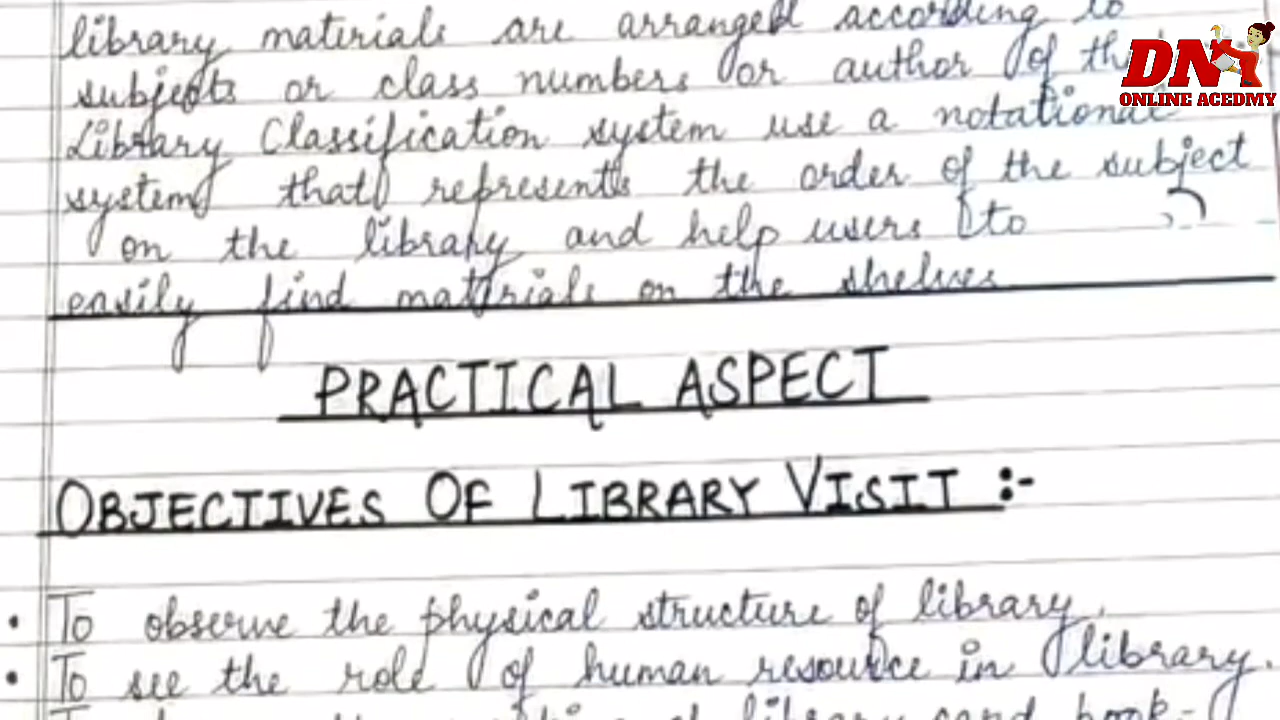 library materials are arranged according to
subjects or class numbers or author of the
Library Classification system use a notational
system that represents the order of the subject
on the library and help users to
easily find materials on the shelves
PRACTICAL ASPECT
OBJECTIVES OF LIBRARY VISIT :-
• To observe the physical structure of library.
• To see the role of human resource in library.
library card book-
DN
ONLINE ACEDMY